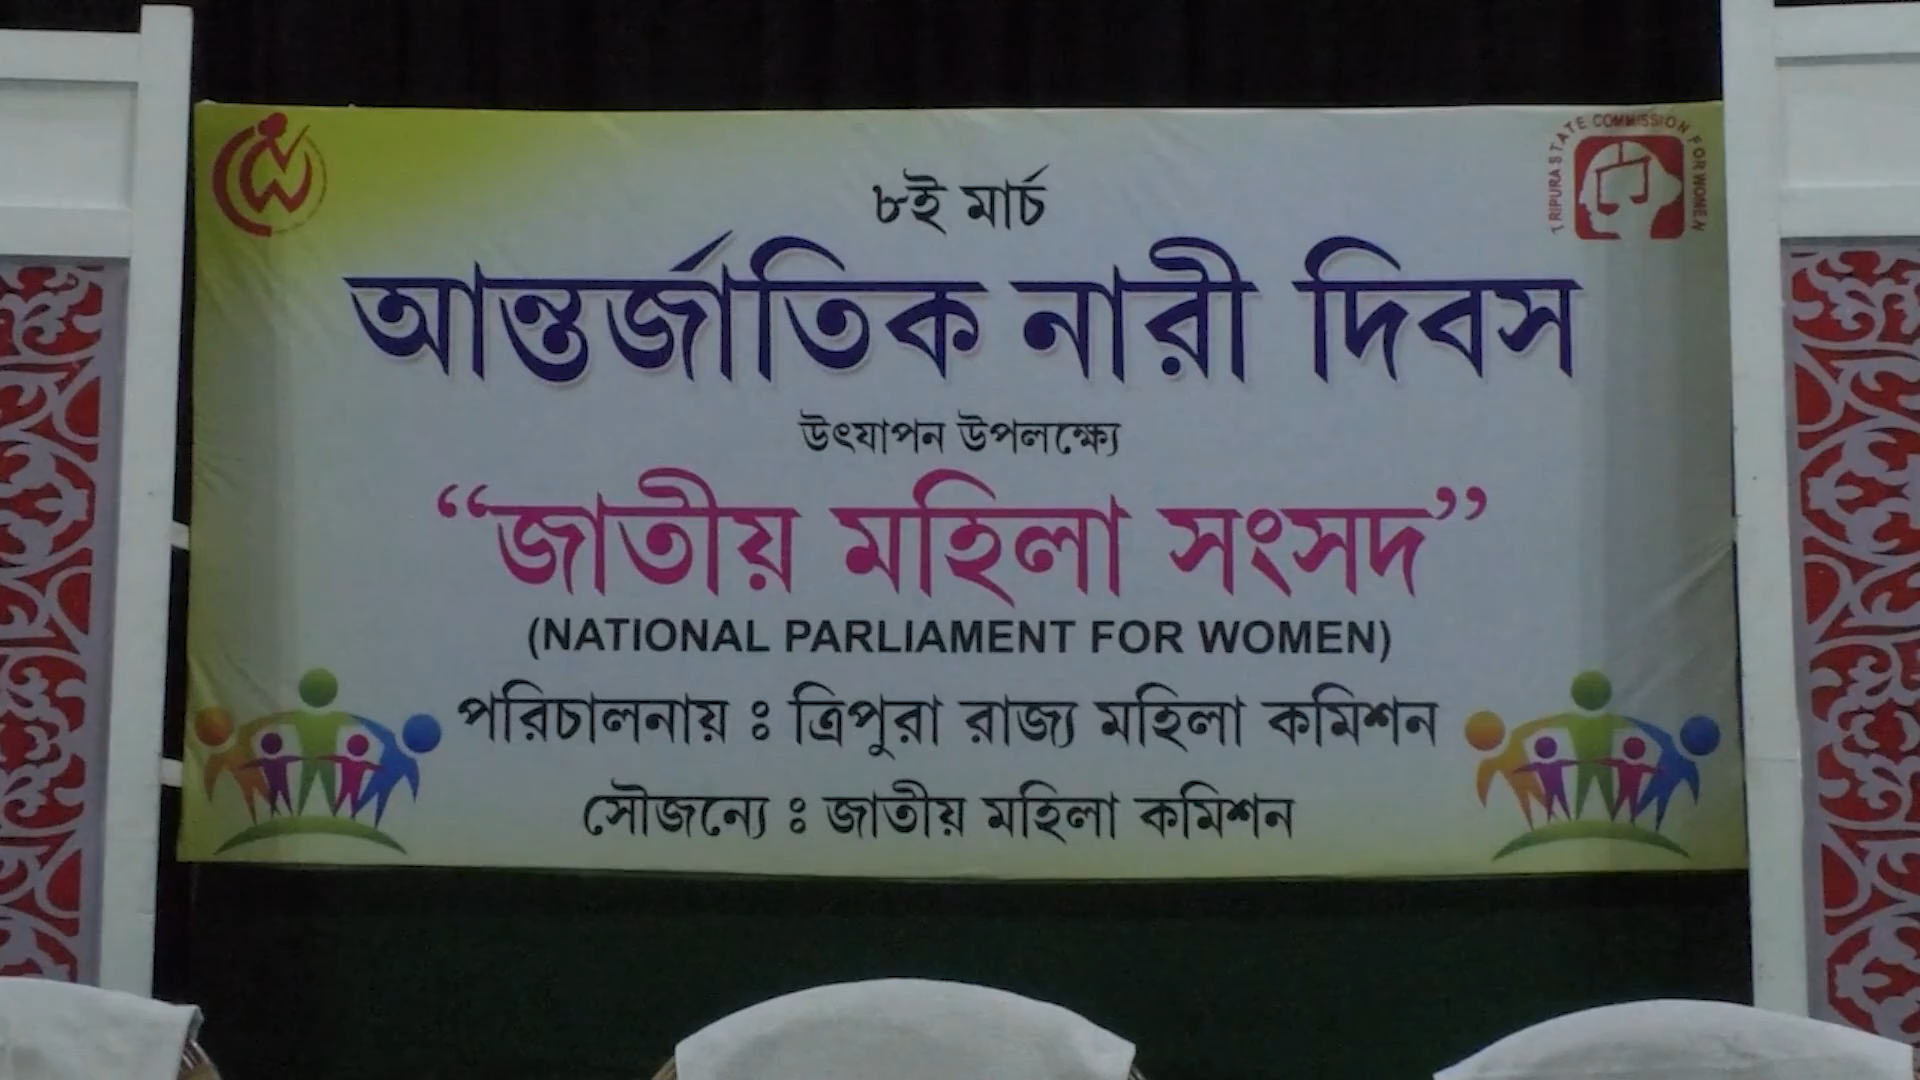 TRIPURA STATE COMMISSION FOR WOMEN
৮ই মার্চ
আন্তর্জাতিক নারী দিবস
উৎযাপন উপলক্ষ্যে
“জাতীয় মহিলা সংসদ”
(NATIONAL PARLIAMENT FOR WOMEN)
পরিচালনায় ঃ ত্রিপুরা রাজ্য মহিলা কমিশন
সৌজন্যে ঃ জাতীয় মহিলা কমিশন